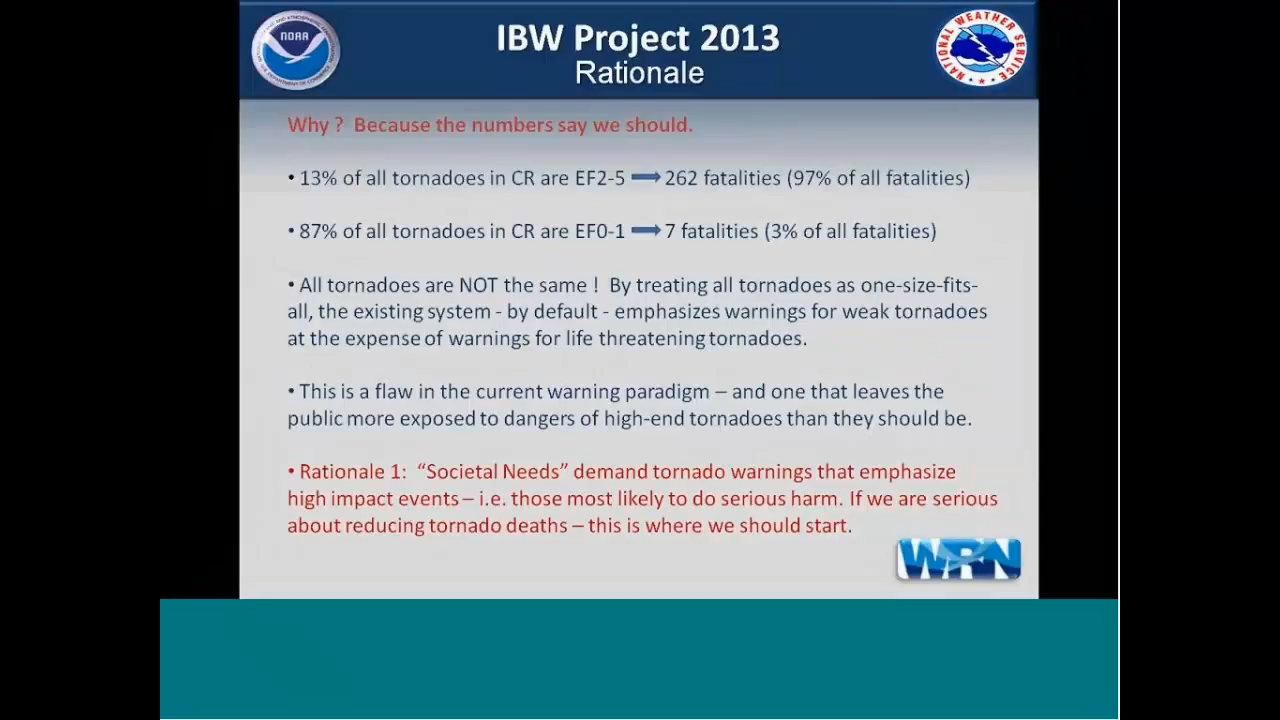 NOAA
IBW Project 2013
Rationale
NATIONAL WEATHER SERVICE
Why ? Because the numbers say we should.
• 13% of all tornadoes in CR are EF2-5 ➡ 262 fatalities (97% of all fatalities)
• 87% of all tornadoes in CR are EF0-1 ➡ 7 fatalities (3% of all fatalities)
• All tornadoes are NOT the same ! By treating all tornadoes as one-size-fits-
all, the existing system - by default - emphasizes warnings for weak tornadoes
at the expense of warnings for life threatening tornadoes.
• This is a flaw in the current warning paradigm – and one that leaves the
public more exposed to dangers of high-end tornadoes than they should be.
• Rationale 1: “Societal Needs” demand tornado warnings that emphasize
high impact events – i.e. those most likely to do serious harm. If we are serious
about reducing tornado deaths – this is where we should start.
WRN